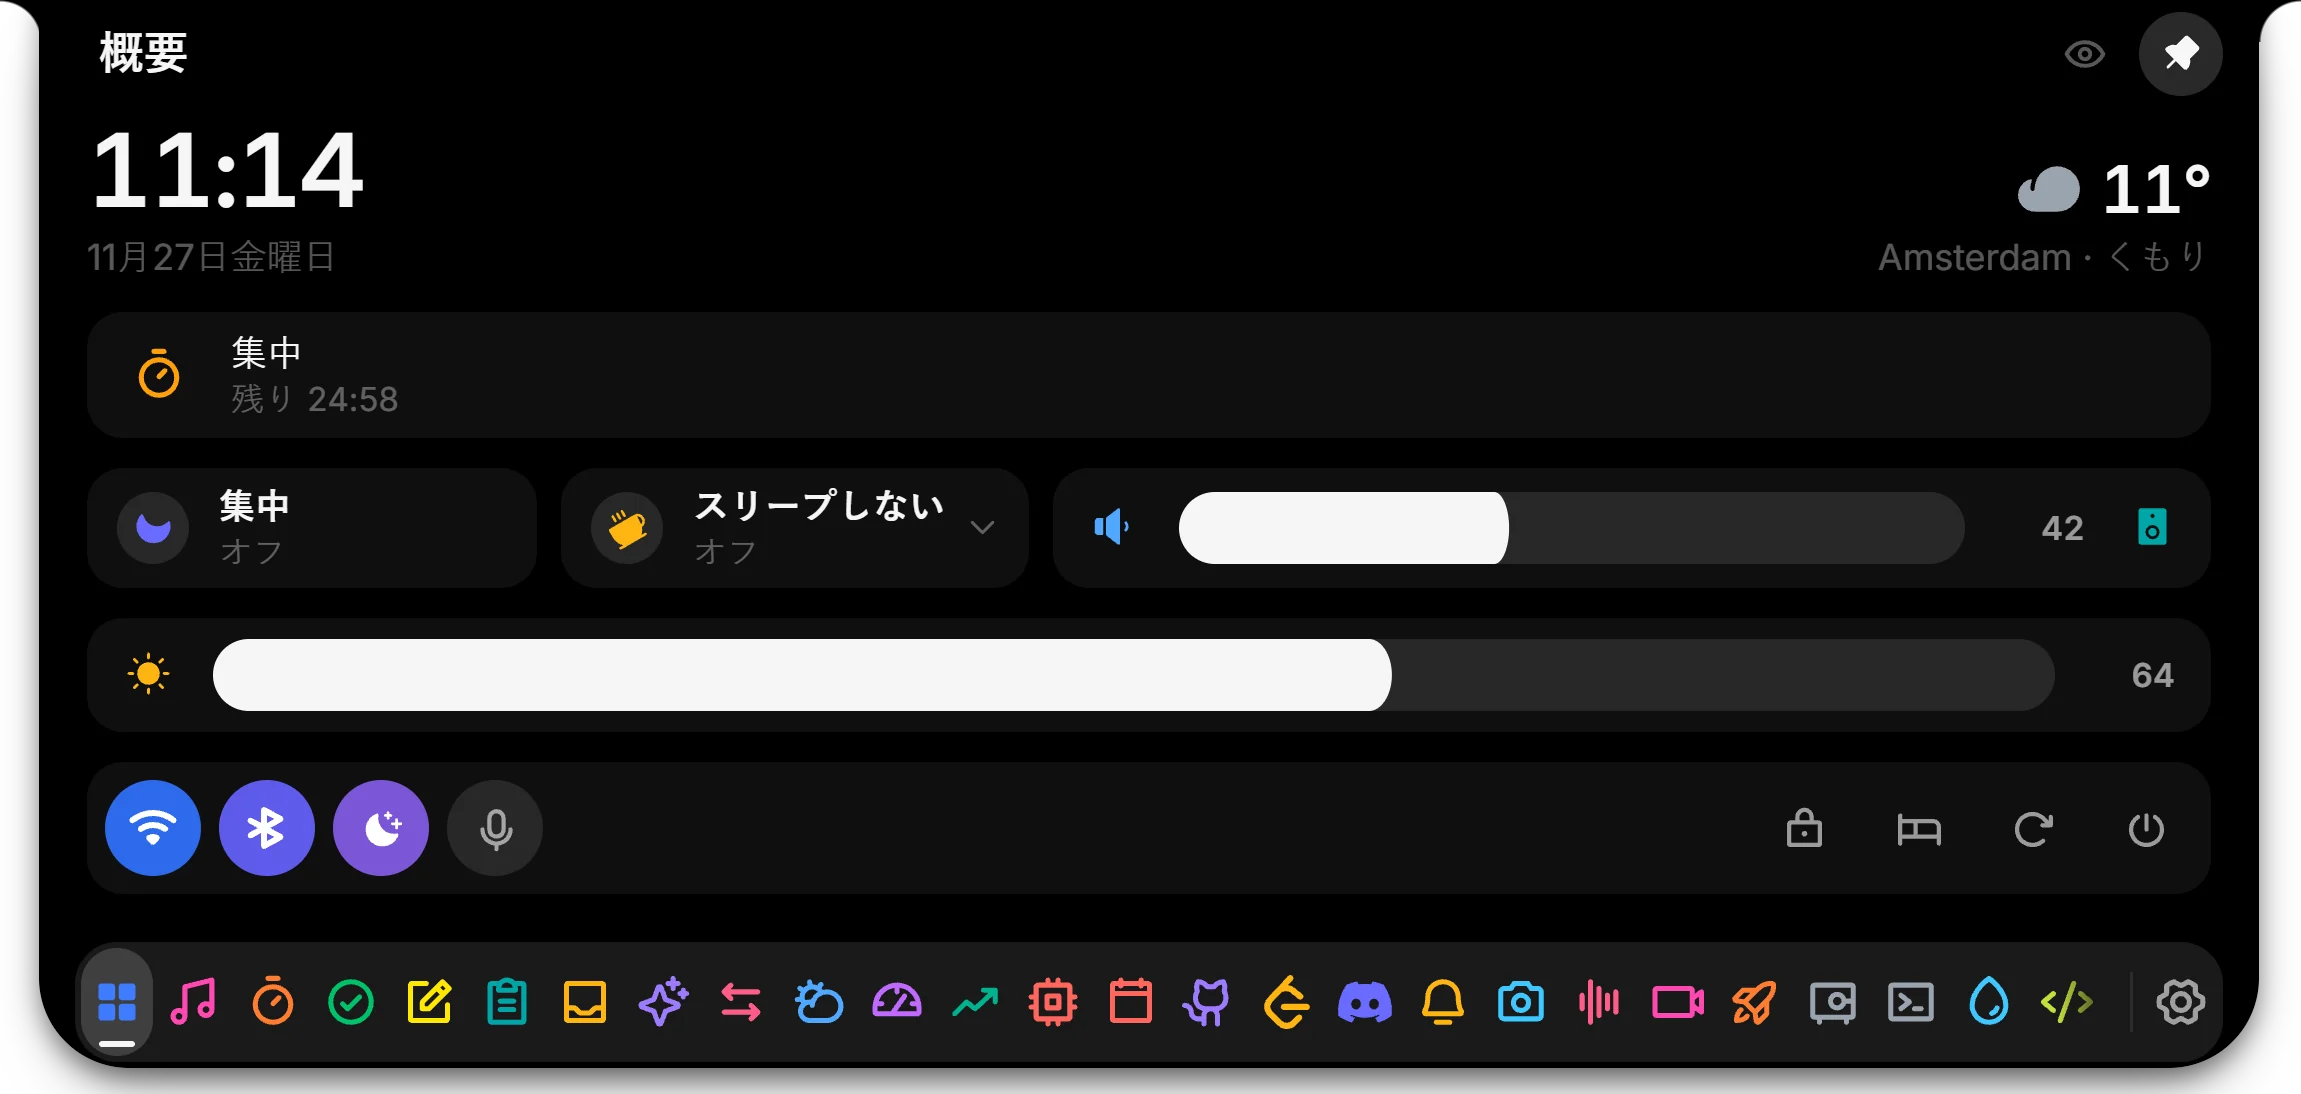 概要
11:14
11°
11月27日金曜日
Amsterdam · くもり
集中
残り 24:58
集中
オフ
スリープしない
オフ
42
64